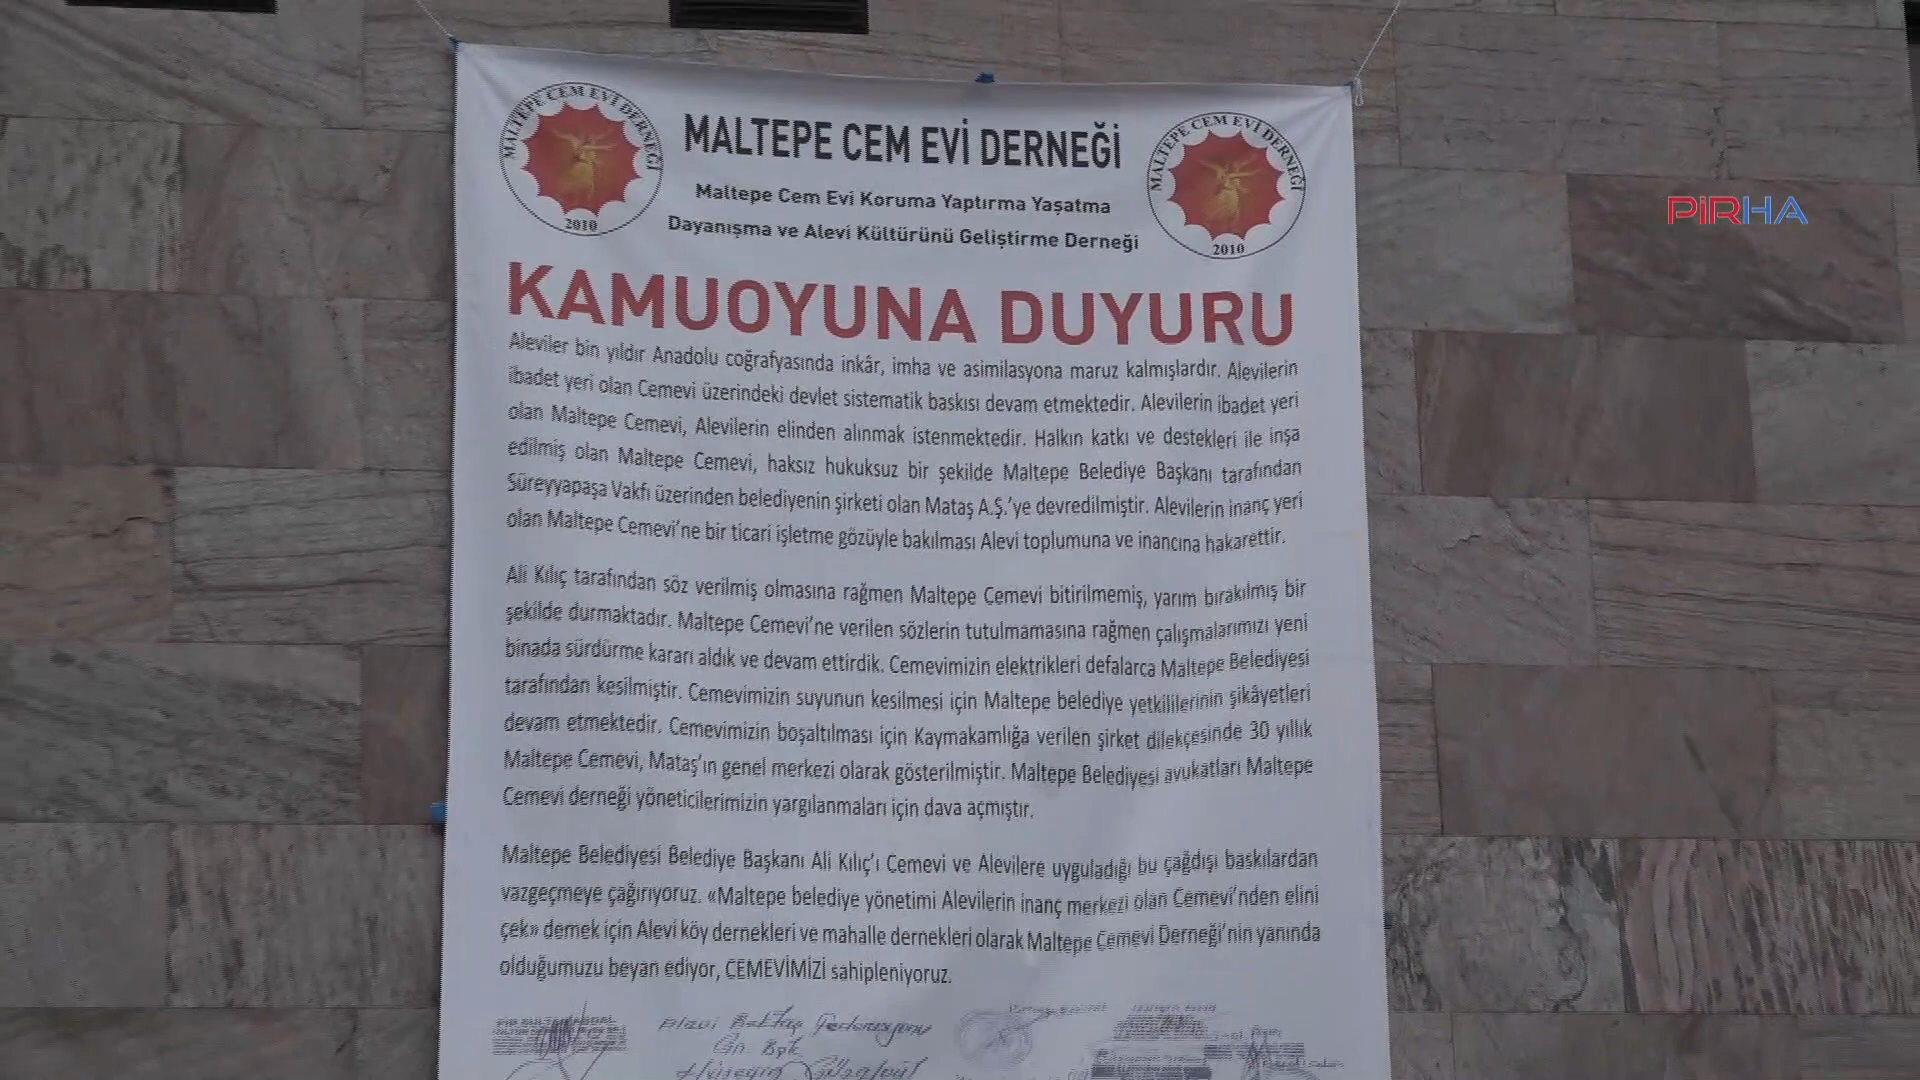 MALTEPE CEM EVİ DERNEĞİ
2010
MALTEPE CEM EVİ DERNEĞİ
Maltepe Cem Evi Koruma Yaptırma Yaşatma
Dayanışma ve Alevi Kültürünü Geliştirme Derneği
MALTEPE CEM EVİ DERNEĞİ
2010
PİRHA
KAMUOYUNA DUYURU
Aleviler bin yıldır Anadolu coğrafyasında inkâr, imha ve asimilasyona maruz kalmışlardır. Alevilerin
ibadet yeri olan Cemevi üzerindeki devlet sistematik baskısı devam etmektedir. Alevilerin ibadet yeri
olan Maltepe Cemevi, Alevilerin elinden alınmak istenmektedir. Halkın katkı ve destekleri ile inşa
edilmiş olan Maltepe Cemevi, haksız hukuksuz bir şekilde Maltepe Belediye Başkanı tarafından
Süreyyapaşa Vakfı üzerinden belediyenin şirketi olan Mataş A.Ş.'ye devredilmiştir. Alevilerin inanç yeri
olan Maltepe Cemevi'ne bir ticari işletme gözüyle bakılması Alevi toplumuna ve inancına hakarettir.
Ali Kılıç tarafından söz verilmiş olmasına rağmen Maltepe Cemevi bitirilmemiş, yarım bırakılmış bir
şekilde durmaktadır. Maltepe Cemevi'ne verilen sözlerin tutulmamasına rağmen çalışmalarımızı yeni
binada sürdürme kararı aldık ve devam ettirdik. Cemevimizin elektrikleri defalarca Maltepe Belediyesi
tarafından kesilmiştir. Cemevimizin suyunun kesilmesi için Maltepe belediye yetkililerinin şikâyetleri
devam etmektedir. Cemevimizin boşaltılması için Kaymakamlığa verilen şirket dilekçesinde 30 yıllık
Maltepe Cemevi, Mataş'ın genel merkezi olarak gösterilmiştir. Maltepe Belediyesi avukatları Maltepe
Cemevi derneği yöneticilerimizin yargılanmaları için dava açmıştır.
Maltepe Belediyesi Belediye Başkanı Ali Kılıç'ı Cemevi ve Alevilere uyguladığı bu çağdışı baskılardan
vazgeçmeye çağırıyoruz. «Maltepe belediye yönetimi Alevilerin inanç merkezi olan Cemevi'nden elini
çek» demek için Alevi köy dernekleri ve mahalle dernekleri olarak Maltepe Cemevi Derneği'nin yanında
olduğumuzu beyan ediyor, CEMEVİMİZİ sahipleniyoruz.
Alevi Bektaş Federasyonu
Gn. Bşk
Hüseyin